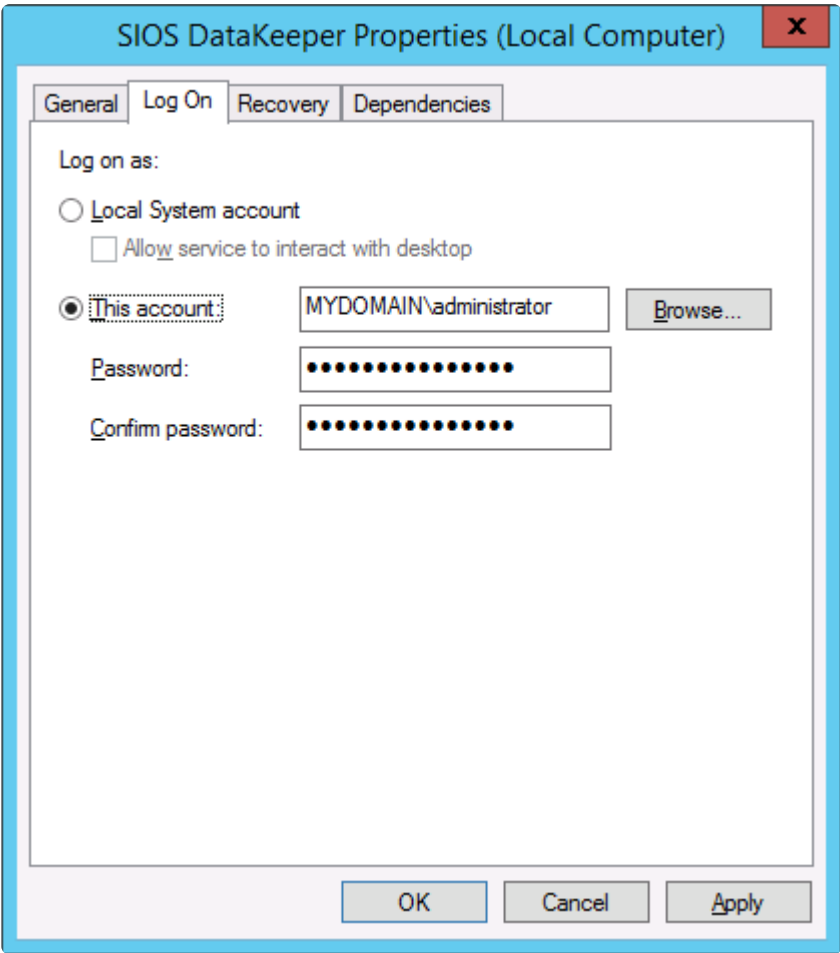 SIOS DataKeeper Properties (Local Computer)
x
General Log On Recovery Dependencies
Log on as:
Local System account
Allow service to interact with desktop
This account: MYDOMAIN\administrator Browse...
Password: •••••••••••••••
Confirm password: •••••••••••••••
OK Cancel Apply